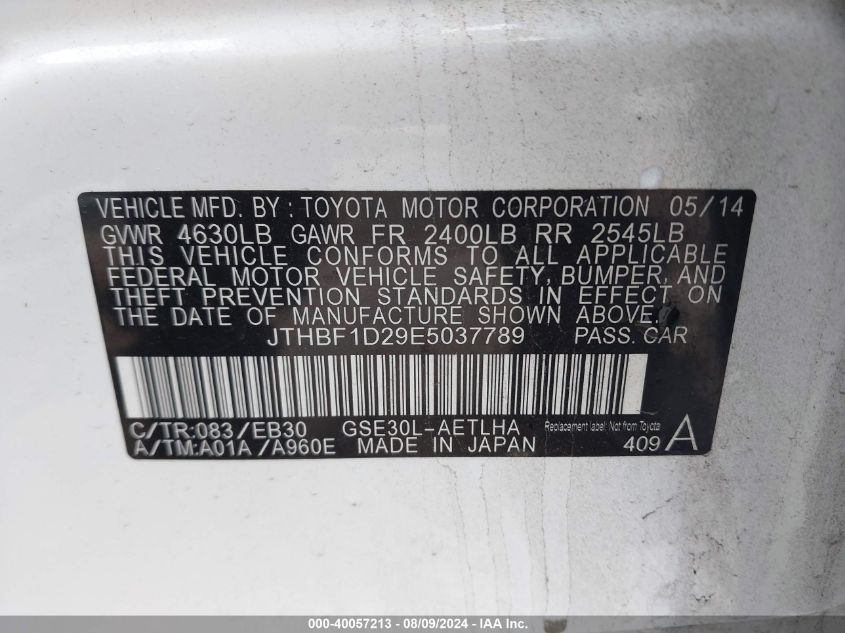 VEHICLE MFD. BY : TOYOTA MOTOR CORPORATION 05/14
GVWR 4630LB GAWR FR 2400LB RR 2545LB
THIS VEHICLE CONFORMS TO ALL APPLICABLE
FEDERAL MOTOR VEHICLE SAFETY, BUMPER, AND
THEFT PREVENTION STANDARDS IN EFFECT ON
THE DATE OF MANUFACTURE SHOWN ABOVE.
JTHBF1D29E5037789 PASS. CAR
C/TR:083/EB30 GSE30L-AETLHA Replacement label: Not from Toyota
A/TM:A01A/A960E MADE IN JAPAN 409 A
000-40057213 - 08/09/2024 - IAA Inc.